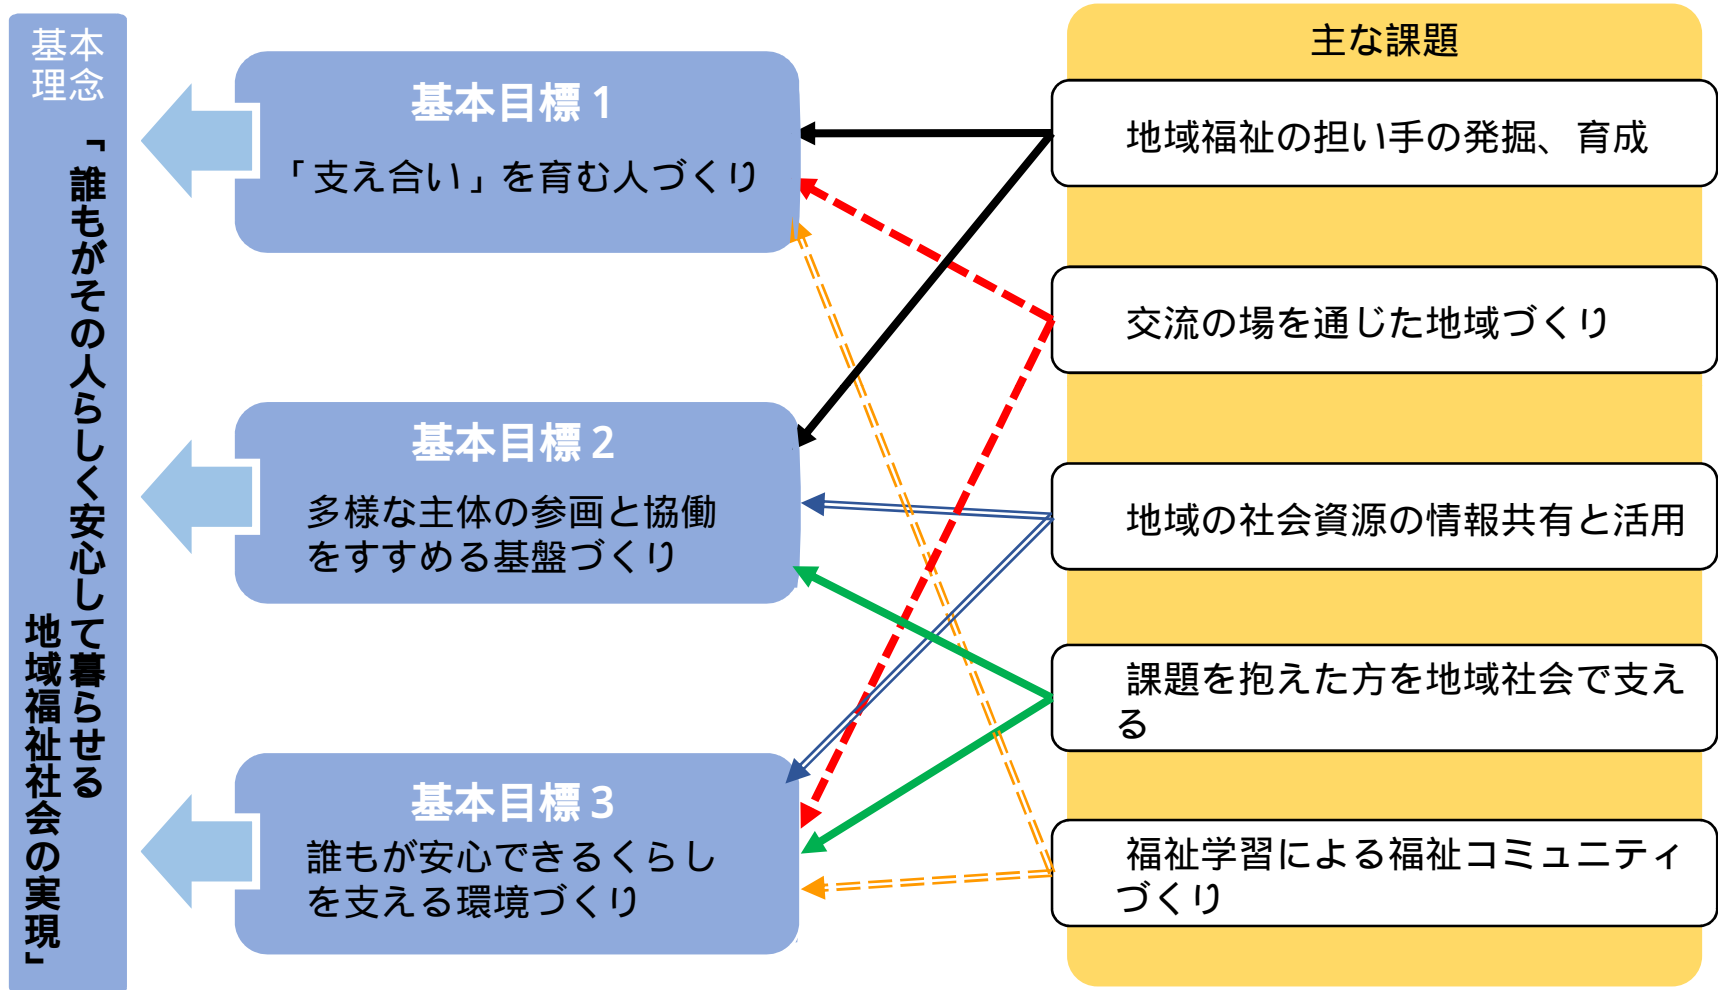 基本
理念
「誰もがその人らしく安心して暮らせる
地域福祉社会の実現」
基本目標 1
「支え合い」を育む人づくり
基本目標 2
多様な主体の参画と協働
をすすめる基盤づくり
基本目標 3
誰もが安心できるくらし
を支える環境づくり
主な課題
地域福祉の担い手の発掘、育成
交流の場を通じた地域づくり
地域の社会資源の情報共有と活用
課題を抱えた方を地域社会で支え
る
福祉学習による福祉コミュニティ
づくり